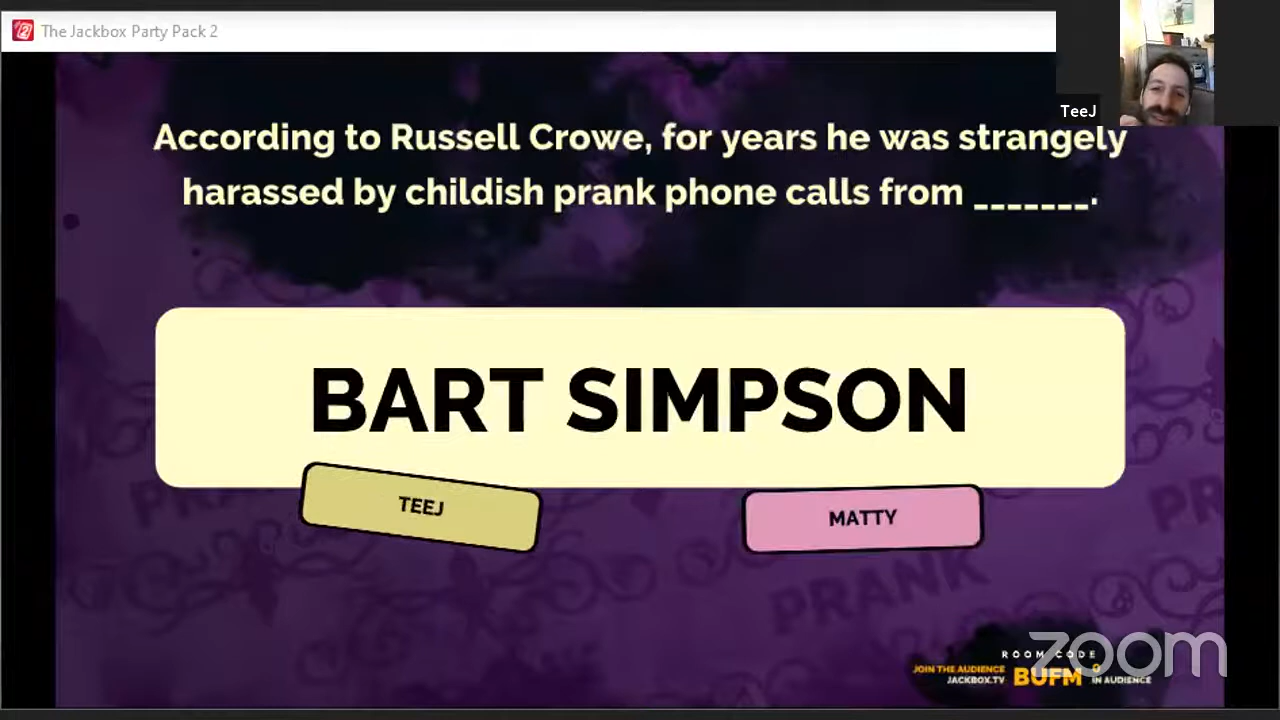 The Jackbox Party Pack 2
TeeJ
According to Russell Crowe, for years he was strangely
harassed by childish prank phone calls from _______.
BART SIMPSON
TEEJ
MATTY
PRANK
ROOM CODE
JOIN THE AUDIENCE
JACKBOX.TV
BUFM
0
IN AUDIENCE
zoom